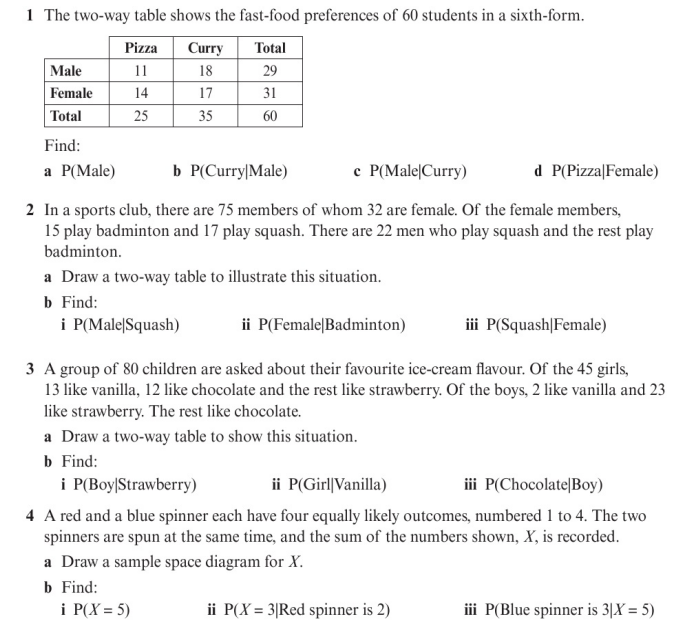 1 The two-way table shows the fast-food preferences of 60 students in a sixth-form.
Pizza Curry Total
Male 11 18 29
Female 14 17 31
Total 25 35 60
Find:
a P(Male) b P(Curry|Male) c P(Male|Curry) d P(Pizza|Female)
2 In a sports club, there are 75 members of whom 32 are female. Of the female members,
15 play badminton and 17 play squash. There are 22 men who play squash and the rest play
badminton.
a Draw a two-way table to illustrate this situation.
b Find:
i P(Male|Squash) ii P(Female|Badminton) iii P(Squash|Female)
3 A group of 80 children are asked about their favourite ice-cream flavour. Of the 45 girls,
13 like vanilla, 12 like chocolate and the rest like strawberry. Of the boys, 2 like vanilla and 23
like strawberry. The rest like chocolate.
a Draw a two-way table to show this situation.
b Find:
i P(Boy|Strawberry) ii P(Girl|Vanilla) iii P(Chocolate|Boy)
4 A red and a blue spinner each have four equally likely outcomes, numbered 1 to 4. The two
spinners are spun at the same time, and the sum of the numbers shown, X, is recorded.
a Draw a sample space diagram for X.
b Find:
i P(X = 5) ii P(X = 3|Red spinner is 2) iii P(Blue spinner is 3|X = 5)